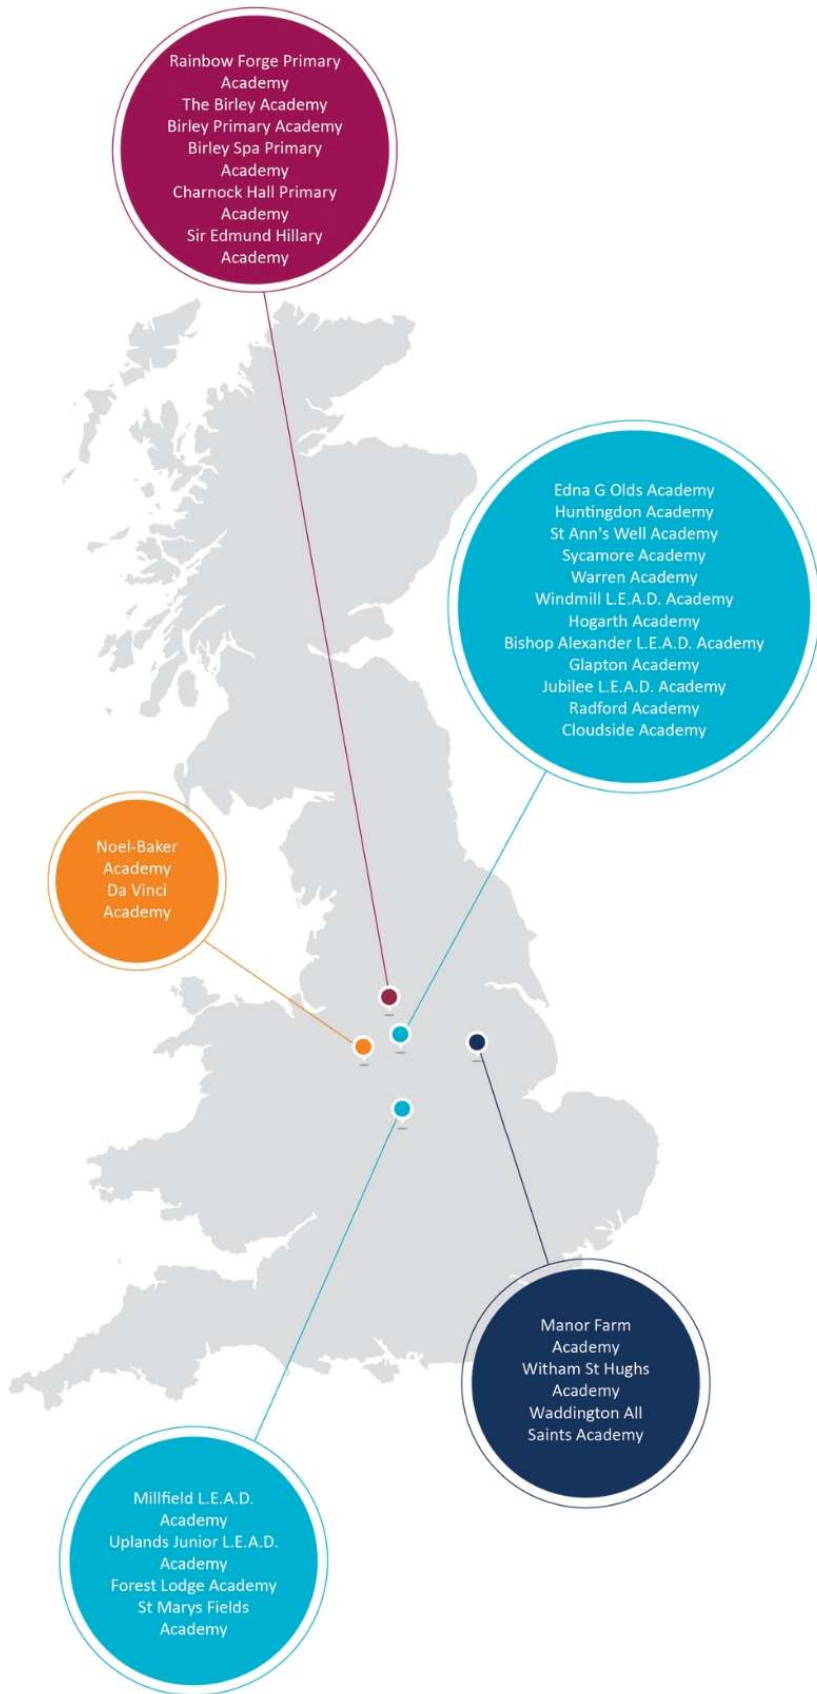 Rainbow Forge Primary
Academy
The Birley Academy
Birley Primary Academy
Birley Spa Primary
Academy
Charnock Hall Primary
Academy
Sir Edmund Hillary
Academy
Edna G Olds Academy
Huntingdon Academy
St Ann's Well Academy
Sycamore Academy
Warren Academy
Windmill L.E.A.D. Academy
Hogarth Academy
Bishop Alexander L.E.A.D. Academy
Glapton Academy
Jubilee L.E.A.D. Academy
Radford Academy
Cloudside Academy
Noel-Baker
Academy
Da Vinci
Academy
Manor Farm
Academy
Witham St Hughs
Academy
Waddington All
Saints Academy
Millfield L.E.A.D.
Academy
Uplands Junior L.E.A.D.
Academy
Forest Lodge Academy
St Marys Fields
Academy